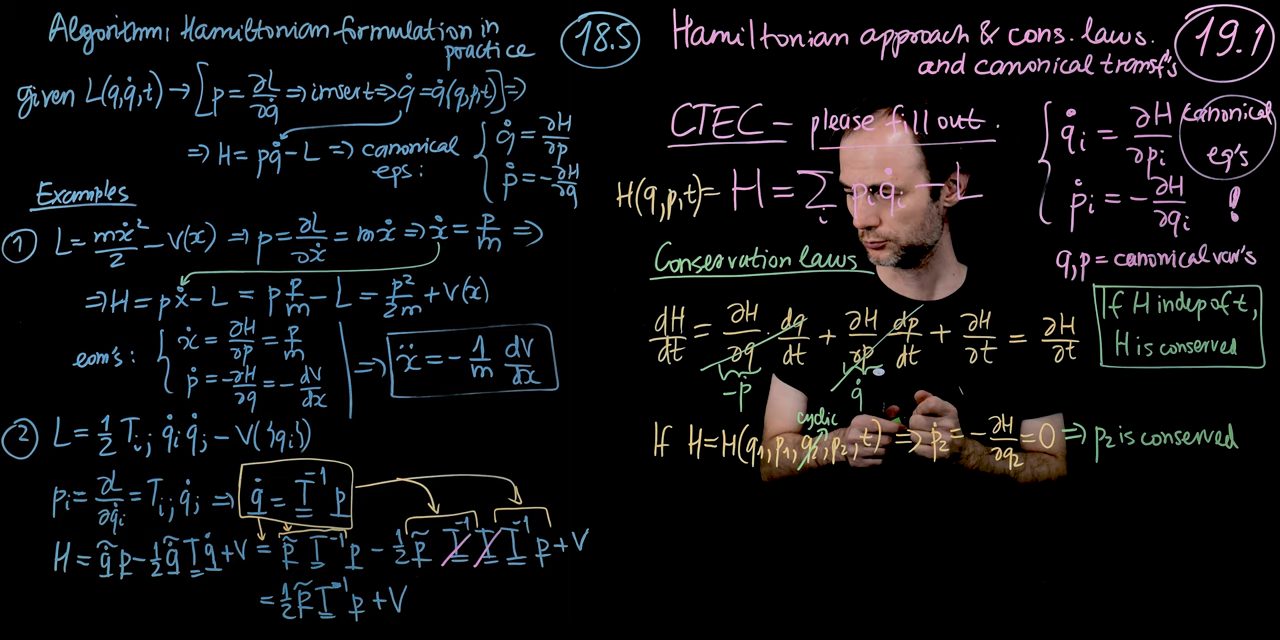 Algorithm: Hamiltonian formulation in practice
18.5
given L(q,q̇,t) → [p = ∂L/∂q̇ ⇒ insert ⇒ q̇ = q̇(q,p,t)] ⇒
⇒ H = pq̇ - L ⇒ canonical eqs: { q̇ = ∂H/∂p
ṗ = -∂H/∂q
Examples
① L = mẋ²/2 - V(x) ⇒ p = ∂L/∂ẋ = mẋ ⇒ ẋ = p/m ⇒
⇒ H = pẋ - L = p p/m - L = p²/2m + V(x)
eom's: { ẋ = ∂H/∂p = p/m
ṗ = -∂H/∂q = -dV/dx
⇒ ẍ = -1/m dV/dx
② L = 1/2 Tij q̇i q̇j - V({qi})
pi = ∂L/∂q̇i = Tij q̇j ⇒ q̇ = T⁻¹ p
H = q̇̃ p - 1/2 q̇̃ T q̇ + V = p̃ T⁻¹ p - 1/2 p̃ T⁻¹ T T⁻¹ p + V
= 1/2 p̃ T⁻¹ p + V
Hamiltonian approach & cons. laws. and canonical transf's
19.1
CTEC - please fill out.
H(q,p,t) = H = Σi pi q̇i - L
{ q̇i = ∂H/∂pi
ṗi = -∂H/∂qi !
canonical eq's
q,p = canonical var's
Conservation laws
dH/dt = ∂H/∂q · dq/dt + ∂H/∂p dp/dt + ∂H/∂t = ∂H/∂t
-ṗ q̇
If H indep of t,
H is conserved
cyclic
If H = H(q1, p1, q2, p2, t) ⇒ ṗ2 = -∂H/∂q2 = 0 ⇒ p2 is conserved